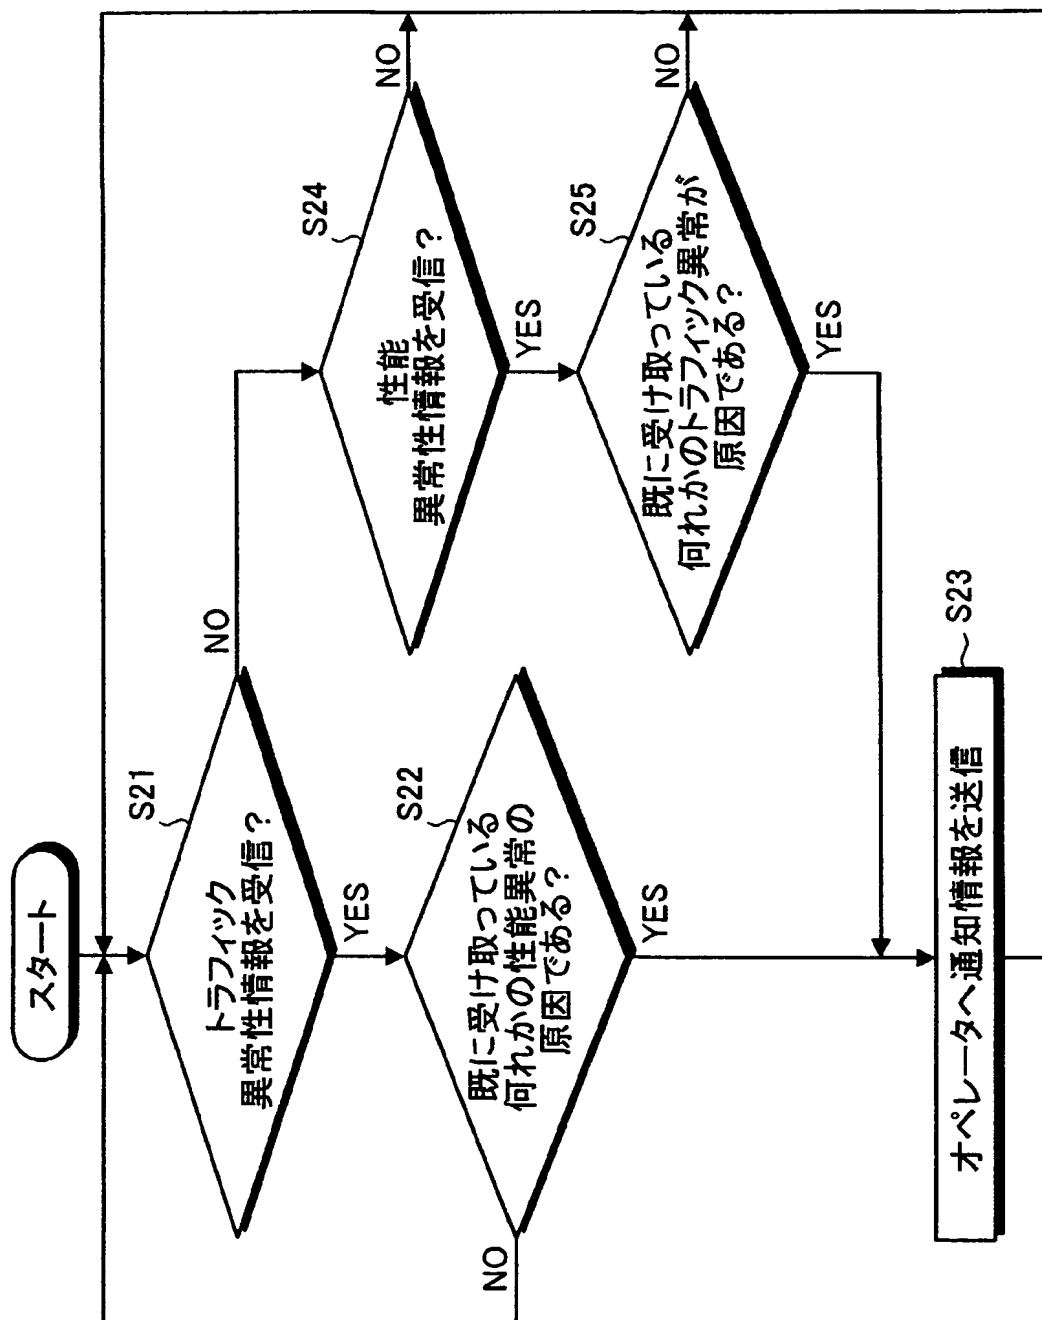 スタート
S21
トラフィック
異常性情報を受信？
NO
YES
S22
既に受け取っている
何れかの性能異常の
原因である？
NO
YES
S24
性能
異常性情報を受信？
NO
YES
S25
既に受け取っている
何れかのトラフィック異常が
原因である？
NO
YES
S23
オペレータへ通知情報を送信